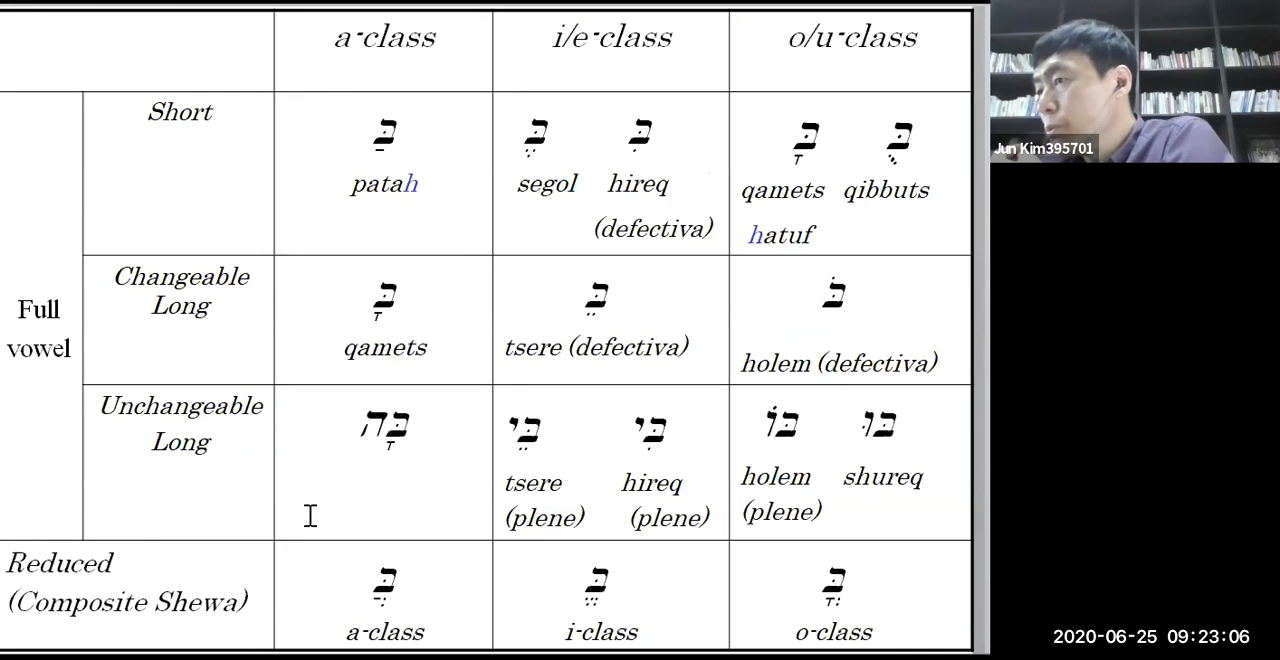 a-class i/e-class o/u-class
Short
בַּ בֶּ בִּ בָּ בֻּ
patah segol hireq qamets qibbuts
(defectiva) hatuf
Changeable
Long
בָּ בֵּ בֹּ
qamets tsere (defectiva) holem (defectiva)
Full
vowel
Unchangeable
Long
בָּה בֵּי בִּי בּוֹ בּוּ
tsere hireq holem shureq
(plene) (plene) (plene)
Reduced
(Composite Shewa)
בֲּ בֱּ בֳּ
a-class i-class o-class
Jun Kim395701
2020-06-25 09:23:06